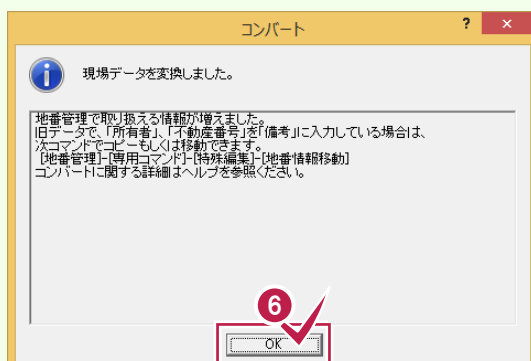 コンバート
? ×
現場データを変換しました。
地番管理で取り扱える情報が増えました。
旧データで、「所有者」、「不動産番号」を「備考」に入力している場合は、
次コマンドでコピーもしくは移動できます。
[地番管理]-[専用コマンド]-[特殊編集]-[地番情報移動]
コンバートに関する詳細はヘルプを参照ください。
6
OK